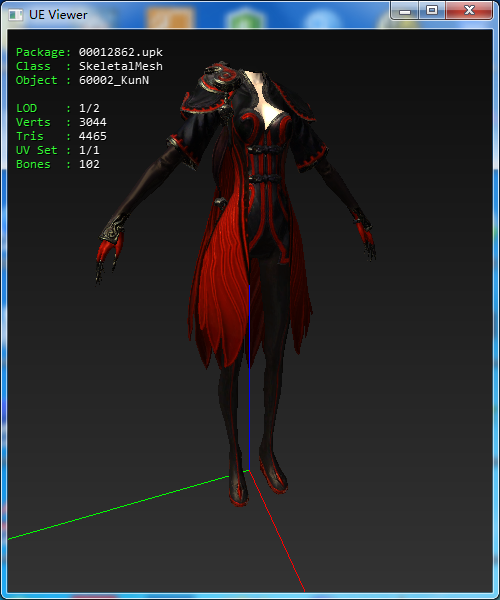 UE Viewer
Package: 00012862.upk
Class : SkeletalMesh
Object : 60002_KunN
LOD : 1/2
Verts : 3044
Tris : 4465
UV Set : 1/1
Bones : 102